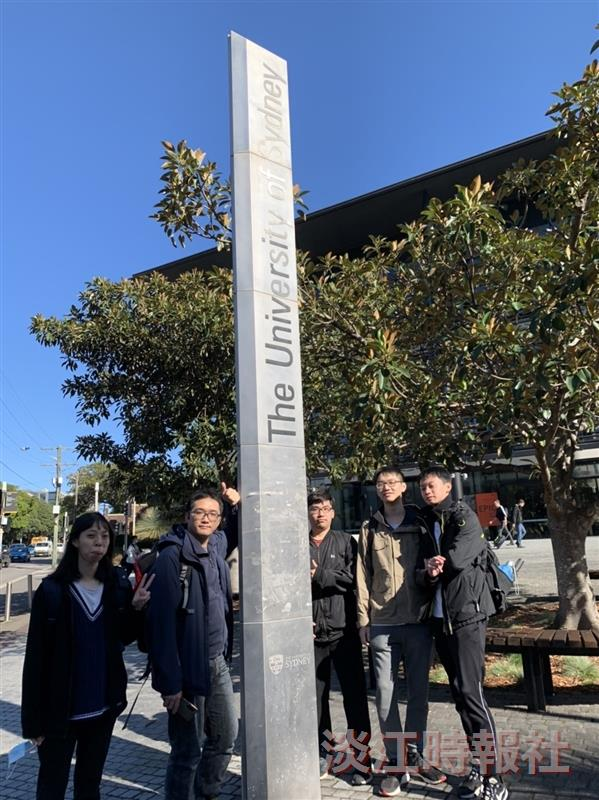 The University of Sydney
SYDNEY
淡江時報社